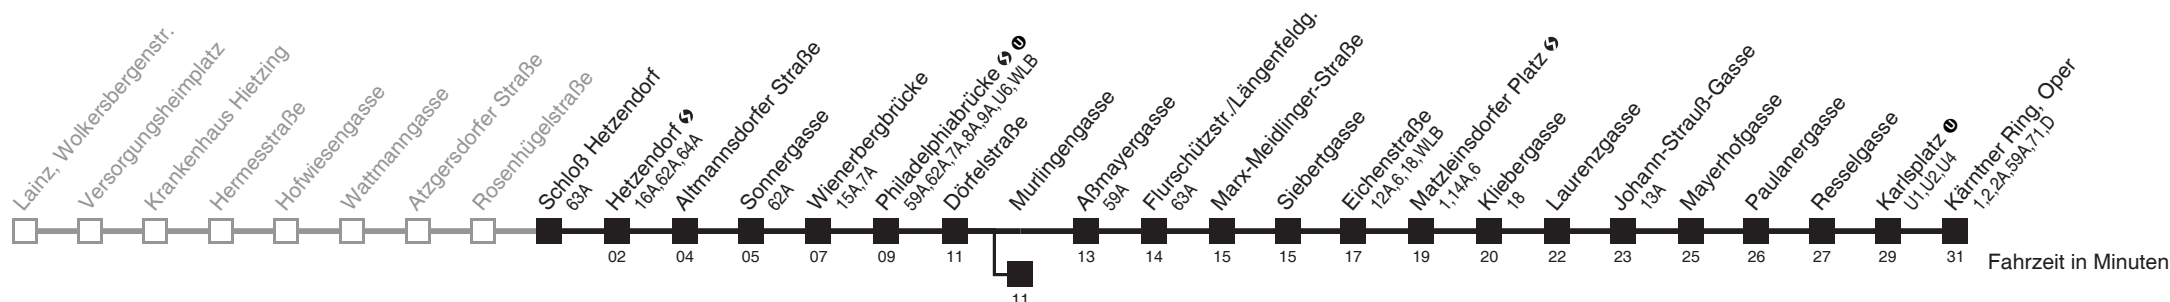 Lainz, Wolkersbergenstr.
Versorgungsheimplatz
Krankenhaus Hietzing
Hermesstraße
Hofwiesengasse
Wattmanngasse
Atzgersdorfer Straße
Rosenhügelstraße
Schloß Hetzendorf
63A
Hetzendorf
16A,62A,64A
02
Altmannsdorfer Straße
04
Sonnergasse
62A
05
Wienerbergbrücke
15A,7A
07
Philadelphiabrücke U
59A,62A,7A,8A,9A,U6,WLB
09
Dörfelstraße
11
Murlingengasse
11
Aßmayergasse
59A
13
Flurschützstr./Längenfeldg.
63A
14
Marx-Meidlinger-Straße
15
Siebertgasse
15
Eichenstraße
12A,6,18,WLB
17
Matzleinsdorfer Platz
1,14A,6
19
Kliebergasse
18
20
Laurenzgasse
22
Johann-Strauß-Gasse
13A
23
Mayerhofgasse
25
Paulanergasse
26
Resselgasse
27
Karlsplatz U
U1,U2,U4
29
Kärntner Ring, Oper
1,2,2A,59A,71,D
31
Fahrzeit in Minuten